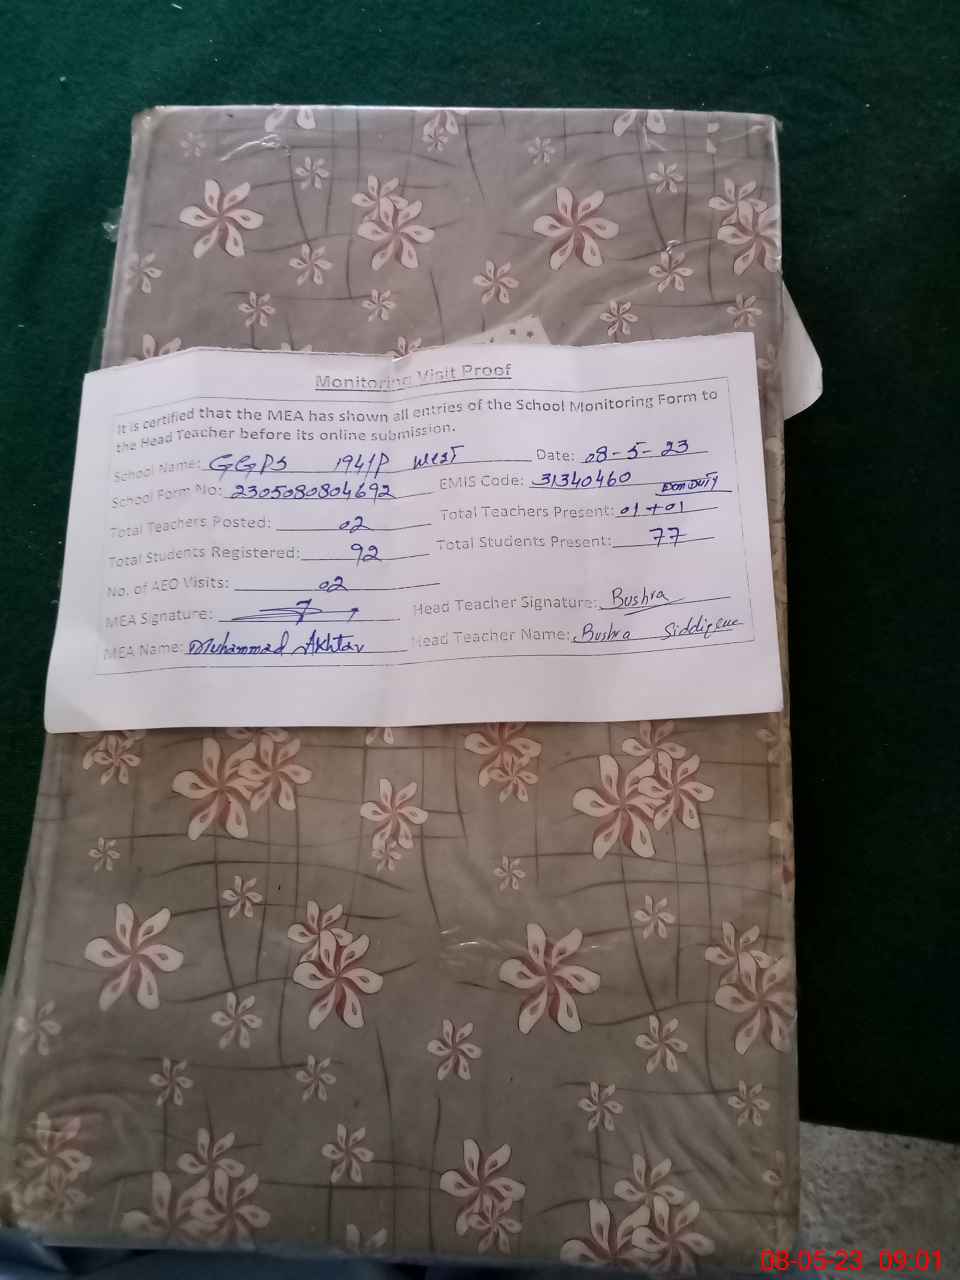 Monitoring Visit Proof
It is certified that the MEA has shown all entries of the School Monitoring Form to
the Head Teacher before its online submission.
School Name: GGPS 194/P West Date: 08-5-23
School Form No: 2305080804692 EMIS Code: 31340460
Exm Duty
Total Teachers Posted: 02 Total Teachers Present: 01+01
Total Students Registered: 92 Total Students Present: 77
No. of AEO Visits: 02
MEA Signature: Head Teacher Signature: Bushra
MEA Name: Muhammad Akhtar Head Teacher Name: Bushra Siddiqeue
08-05-23 09:01